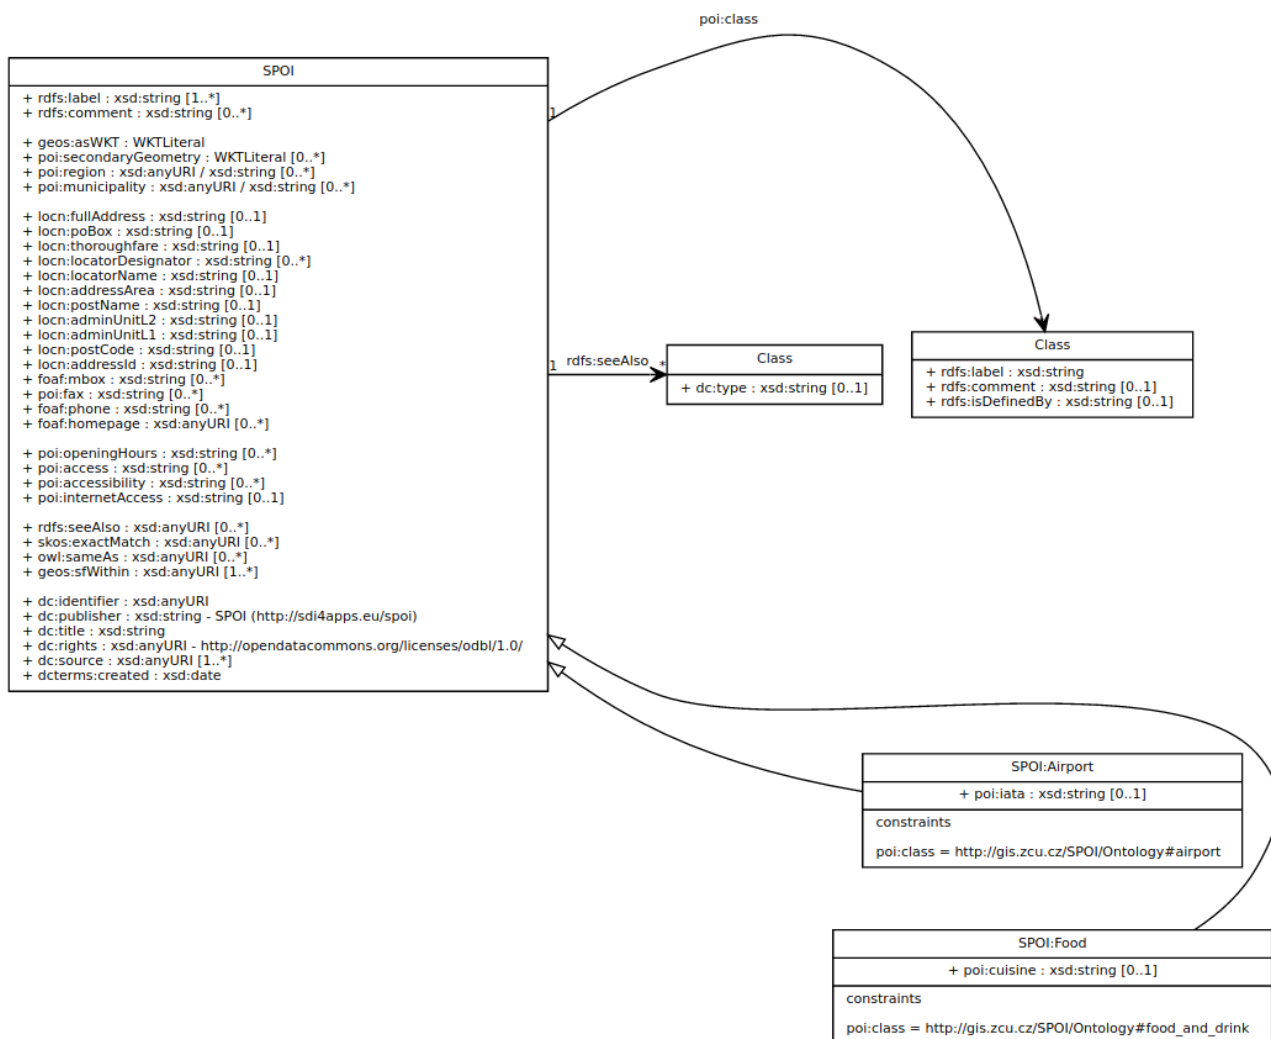 poi:class
SPOI
+ rdfs:label : xsd:string [1..*]
+ rdfs:comment : xsd:string [0..*]
+ geos:asWKT : WKTLiteral
+ poi:secondaryGeometry : WKTLiteral [0..*]
+ poi:region : xsd:anyURI / xsd:string [0..*]
+ poi:municipality : xsd:anyURI / xsd:string [0..*]
+ locn:fullAddress : xsd:string [0..1]
+ locn:poBox : xsd:string [0..1]
+ locn:thoroughfare : xsd:string [0..1]
+ locn:locatorDesignator : xsd:string [0..*]
+ locn:locatorName : xsd:string [0..1]
+ locn:addressArea : xsd:string [0..1]
+ locn:postName : xsd:string [0..1]
+ locn:adminUnitL2 : xsd:string [0..1]
+ locn:adminUnitL1 : xsd:string [0..1]
+ locn:postCode : xsd:string [0..1]
+ locn:addressId : xsd:string [0..1]
+ foaf:mbox : xsd:string [0..*]
+ poi:fax : xsd:string [0..*]
+ foaf:phone : xsd:string [0..*]
+ foaf:homepage : xsd:anyURI [0..*]
+ poi:openingHours : xsd:string [0..*]
+ poi:access : xsd:string [0..*]
+ poi:accessibility : xsd:string [0..*]
+ poi:internetAccess : xsd:string [0..1]
+ rdfs:seeAlso : xsd:anyURI [0..*]
+ skos:exactMatch : xsd:anyURI [0..*]
+ owl:sameAs : xsd:anyURI [0..*]
+ geos:sfWithin : xsd:anyURI [1..*]
+ dc:identifier : xsd:anyURI
+ dc:publisher : xsd:string - SPOI (http://sdi4apps.eu/spoi)
+ dc:title : xsd:string
+ dc:rights : xsd:anyURI - http://opendatacommons.org/licenses/odbl/1.0/
+ dc:source : xsd:anyURI [1..*]
+ dcterms:created : xsd:date
1
1 rdfs:seeAlso *
Class
+ dc:type : xsd:string [0..1]
Class
+ rdfs:label : xsd:string
+ rdfs:comment : xsd:string [0..1]
+ rdfs:isDefinedBy : xsd:string [0..1]
SPOI:Airport
+ poi:iata : xsd:string [0..1]
constraints
poi:class = http://gis.zcu.cz/SPOI/Ontology#airport
SPOI:Food
+ poi:cuisine : xsd:string [0..1]
constraints
poi:class = http://gis.zcu.cz/SPOI/Ontology#food_and_drink